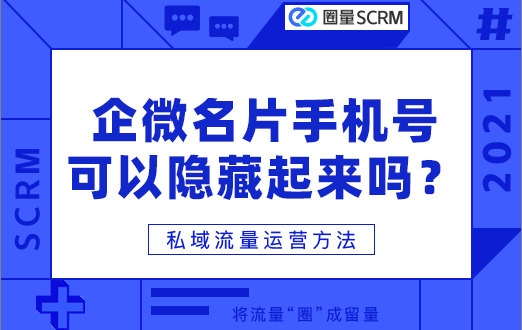 圈量SCRM
#
企微名片手机号
可以隐藏起来吗？
私域流量运营方法
SCRM
2021
将流量“圈”成留量